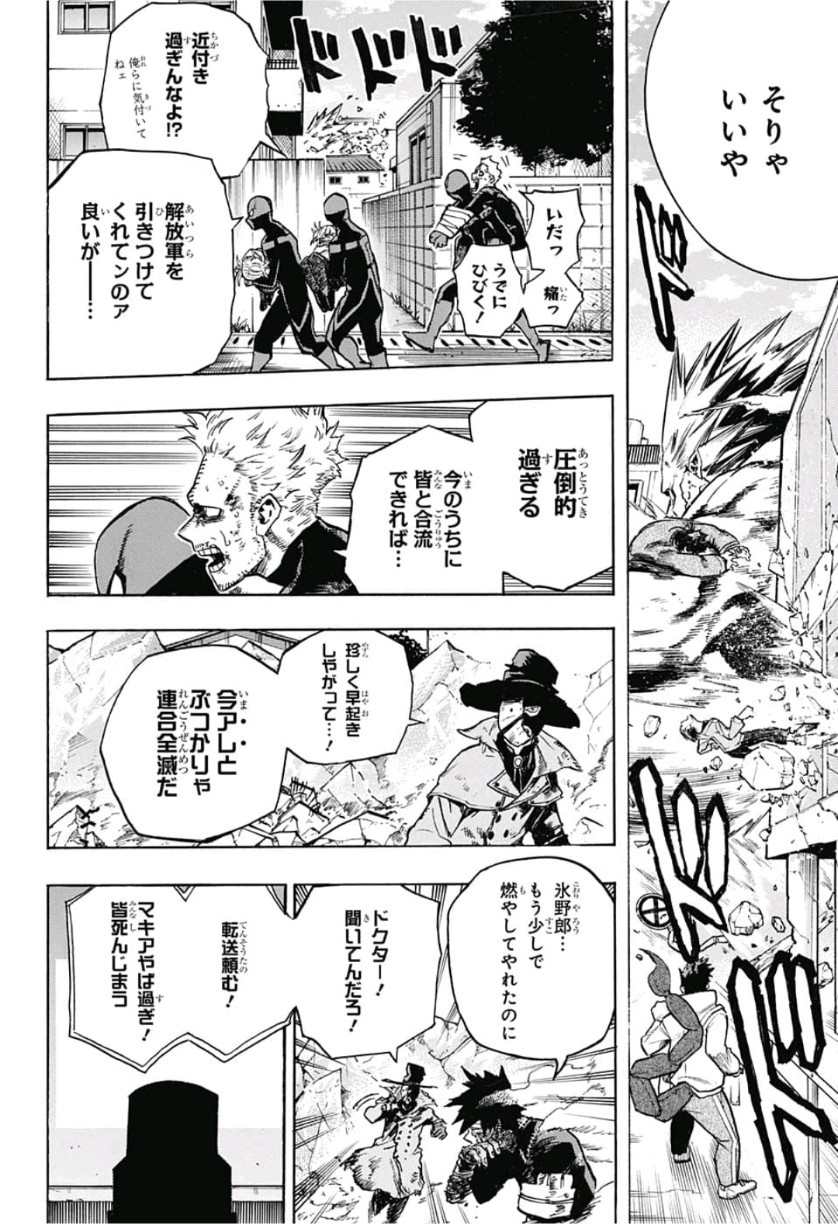 そりゃ
いいや
ドドドド
ドドド
近付き
過ぎんなよ!?
俺らに気付いて
ねェ
いだっ
痛っ
うでに
ひびく!
解放軍を
引きつけて
くれてンのァ
良いが――…
圧倒的
過ぎる
今のうちに
皆と合流
できれば…
珍しく早起き
しやがって…!
今アレと
ぶつかりゃ
連合全滅だ
氷野郎…
もう少しで
燃やしてやれたのに
ドクター!
聞いてんだろ!
転送頼む!
マキアやば過ぎ!
皆死んじまう